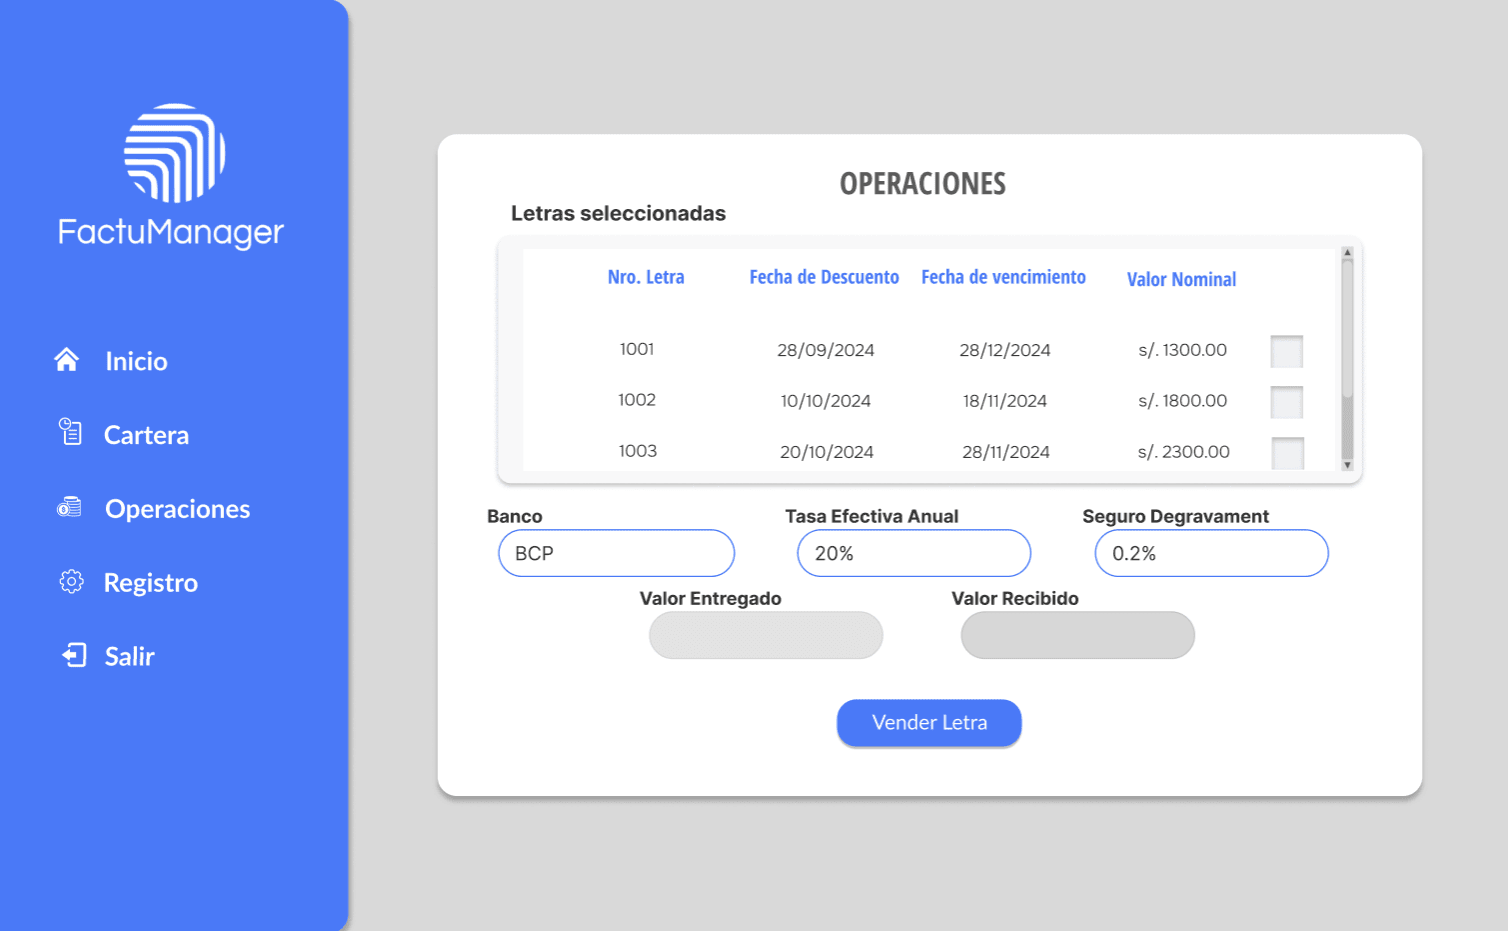 FactuManager
Inicio
Cartera
Operaciones
Registro
Salir
OPERACIONES
Letras seleccionadas
Nro. Letra Fecha de Descuento Fecha de vencimiento Valor Nominal
1001 28/09/2024 28/12/2024 s/. 1300.00
1002 10/10/2024 18/11/2024 s/. 1800.00
1003 20/10/2024 28/11/2024 s/. 2300.00
Banco Tasa Efectiva Anual Seguro Degravament
BCP 20% 0.2%
Valor Entregado Valor Recibido
Vender Letra